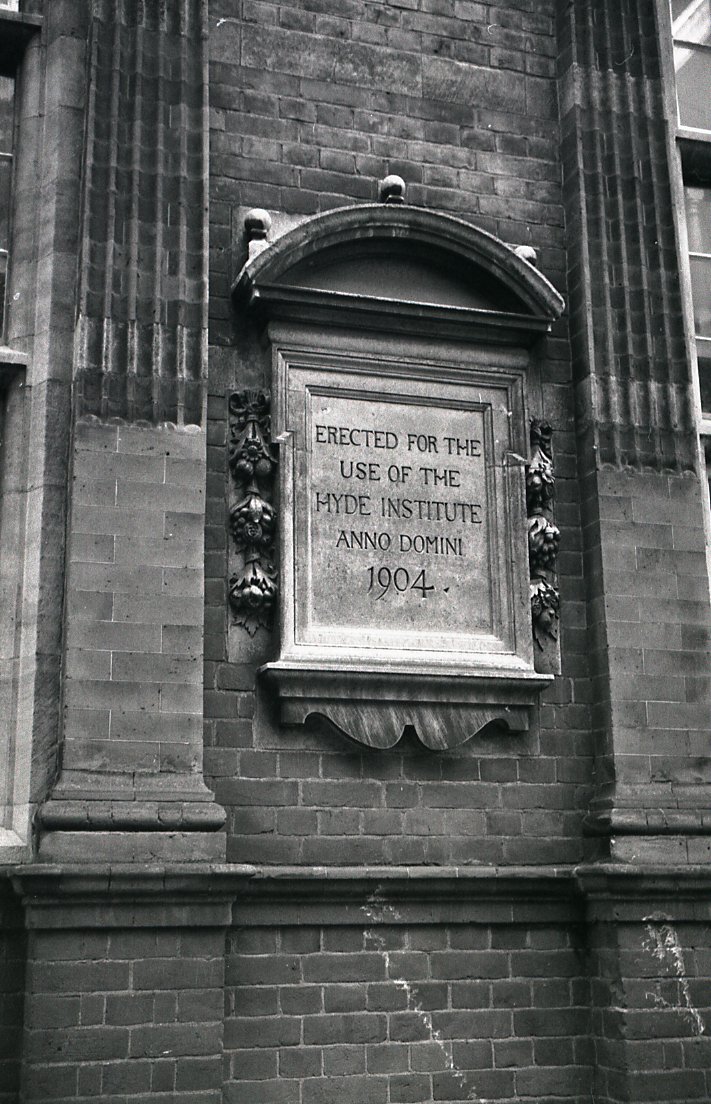 ERECTED FOR THE
USE OF THE
HYDE INSTITUTE
ANNO DOMINI
1904.